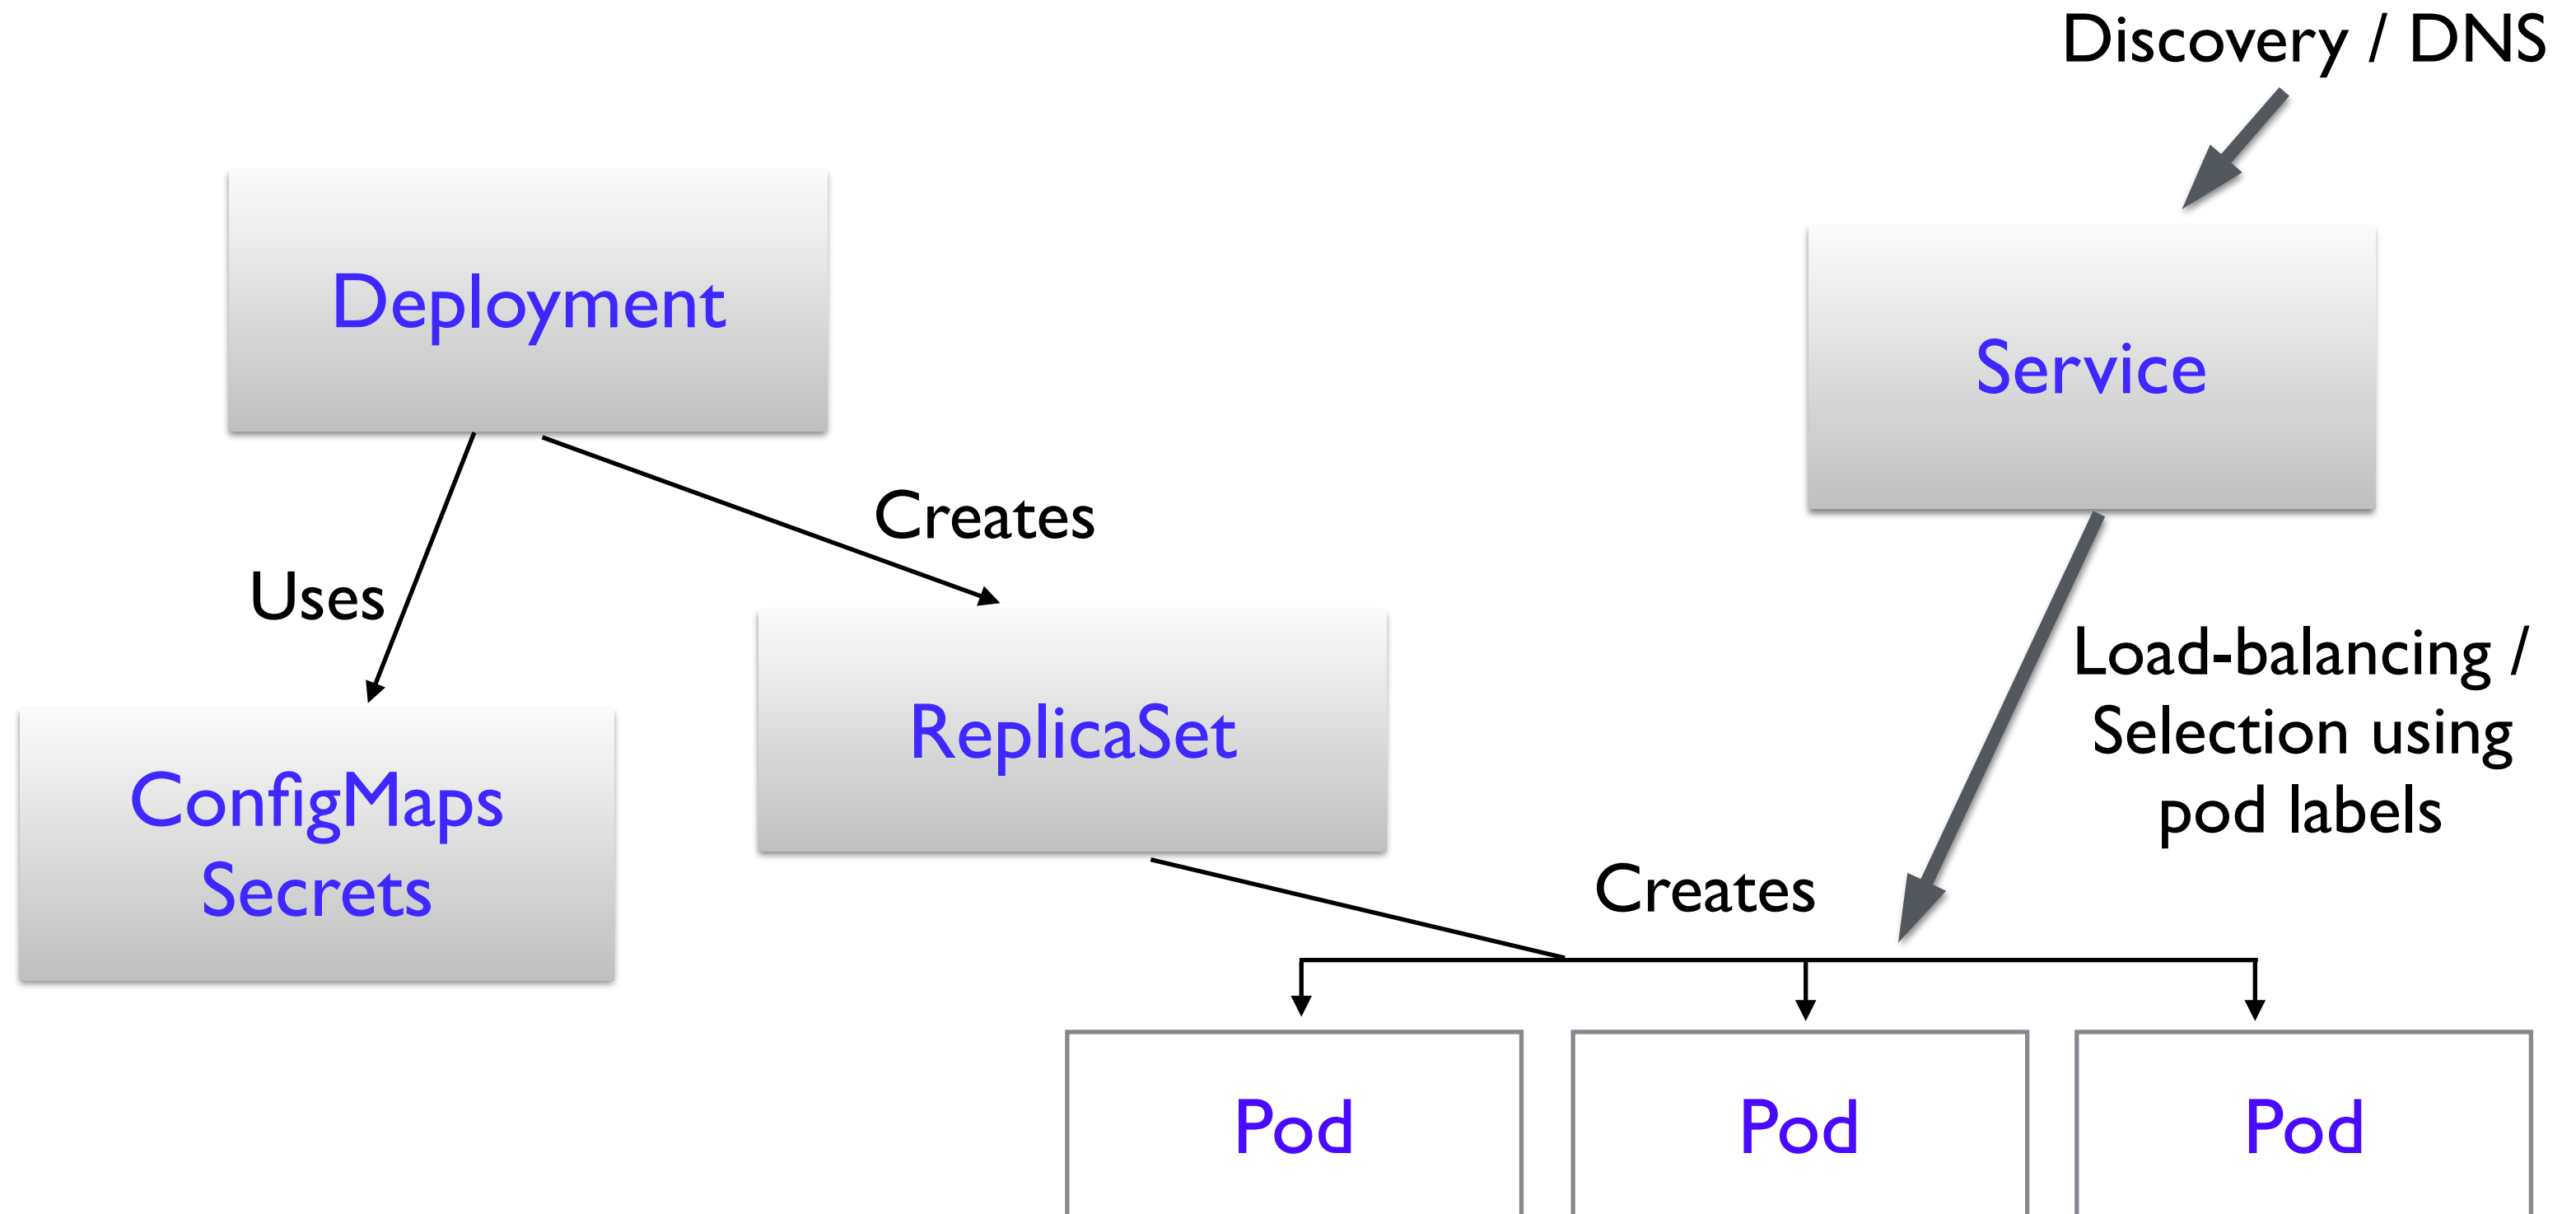 Discovery / DNS
Deployment
Service
Creates
Uses
Load-balancing /
Selection using
pod labels
ReplicaSet
ConfigMaps
Secrets
Creates
Pod
Pod
Pod